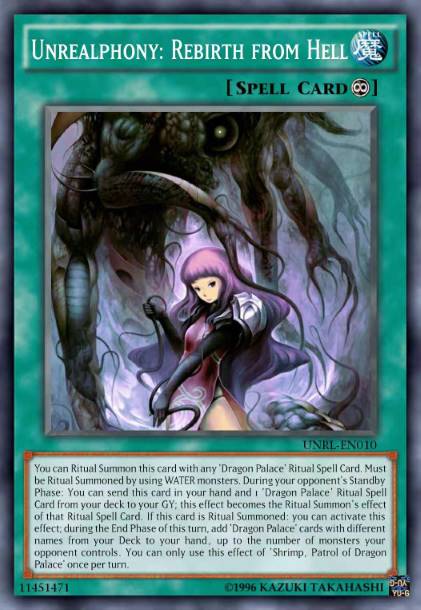 UNREALPHONY: REBIRTH FROM HELL
魔
[SPELL CARD]
UNRL-EN010
You can Ritual Summon this card with any 'Dragon Palace' Ritual Spell Card. Must
be Ritual Summoned by using WATER monsters. During your opponent's Standby
Phase: You can send this card in your hand and 1 'Dragon Palace' Ritual Spell
Card from your deck to your GY; this effect becomes the Ritual Summon's effect
of that Ritual Spell Card. If this card is Ritual Summoned: you can activate this
effect; during the End Phase of this turn, add 'Dragon Palace' cards with different
names from your Deck to your hand, up to the number of monsters your
opponent controls. You can only use this effect of 'Shrimp, Patrol of Dragon
Palace' once per turn.
11451471
©1996 KAZUKI TAKAHASHI